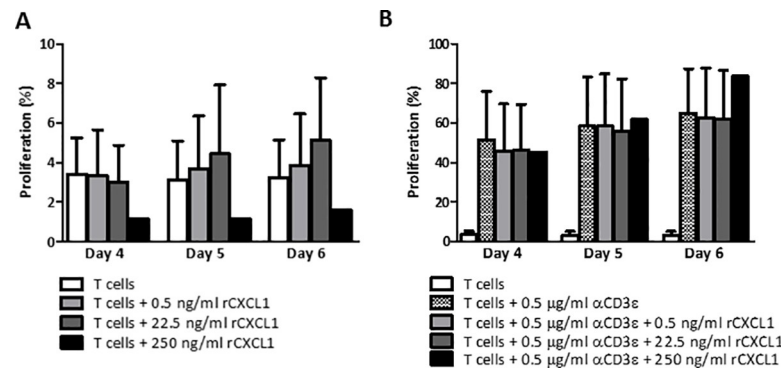 A
Proliferation (%)
10
8
6
4
2
0
Day 4 Day 5 Day 6
T cells
T cells + 0.5 ng/ml rCXCL1
T cells + 22.5 ng/ml rCXCL1
T cells + 250 ng/ml rCXCL1
B
Proliferation (%)
100
80
60
40
20
0
Day 4 Day 5 Day 6
T cells
T cells + 0.5 µg/ml αCD3ε
T cells + 0.5 µg/ml αCD3ε + 0.5 ng/ml rCXCL1
T cells + 0.5 µg/ml αCD3ε + 22.5 ng/ml rCXCL1
T cells + 0.5 µg/ml αCD3ε + 250 ng/ml rCXCL1